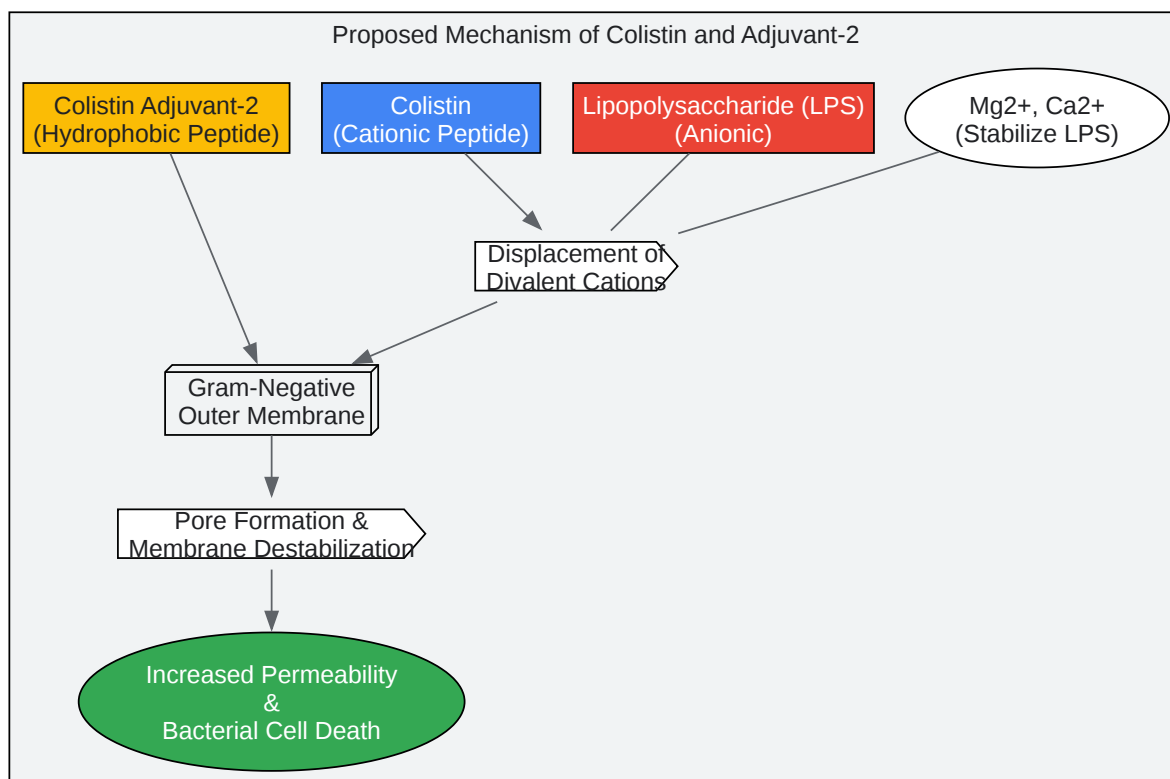 Proposed Mechanism of Colistin and Adjuvant-2
Colistin Adjuvant-2
(Hydrophobic Peptide)
Colistin
(Cationic Peptide)
Lipopolysaccharide (LPS)
(Anionic)
Mg2+, Ca2+
(Stabilize LPS)
Displacement of
Divalent Cations
Gram-Negative
Outer Membrane
Pore Formation &
Membrane Destabilization
Increased Permeability
&
Bacterial Cell Death